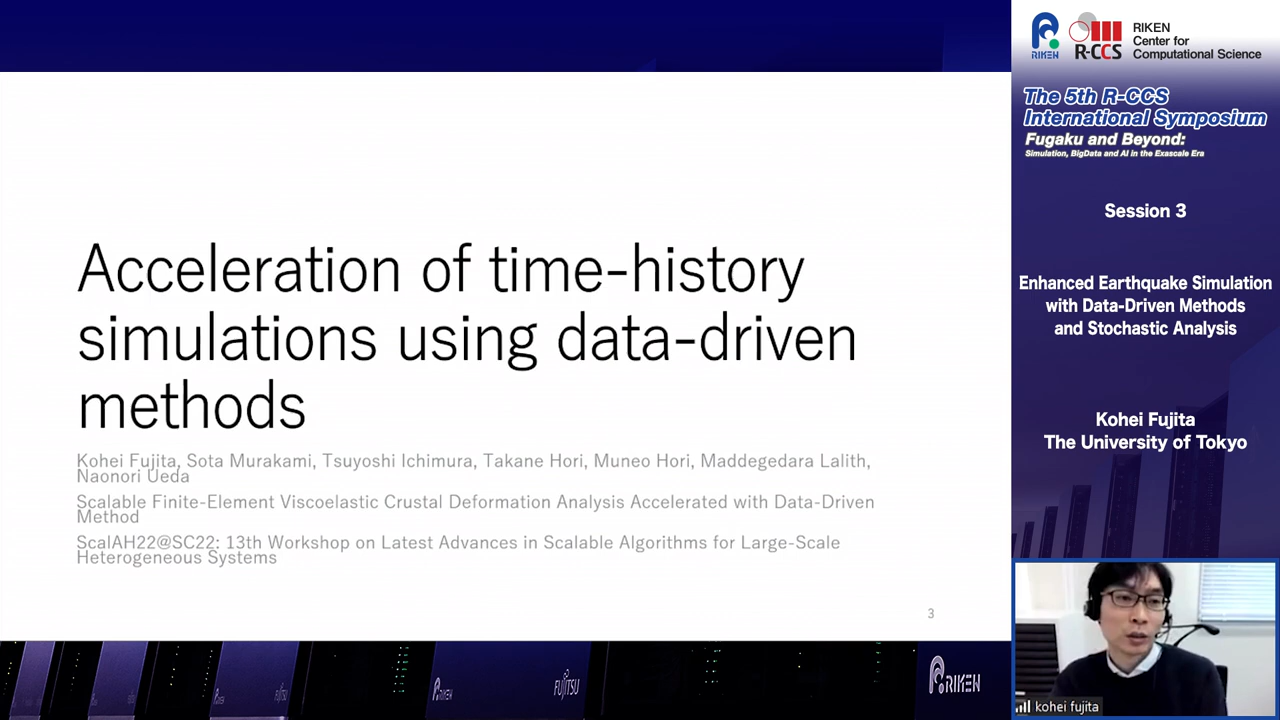 Acceleration of time-history
simulations using data-driven
methods
Kohei Fujita, Sota Murakami, Tsuyoshi Ichimura, Takane Hori, Muneo Hori, Maddegedara Lalith,
Naonori Ueda
Scalable Finite-Element Viscoelastic Crustal Deformation Analysis Accelerated with Data-Driven
Method
ScalAH22@SC22: 13th Workshop on Latest Advances in Scalable Algorithms for Large-Scale
Heterogeneous Systems
3
RIKEN
FUJITSU
RIKEN
RIKEN
R-CCS
RIKEN
Center for
Computational Science
The 5th R-CCS
International Symposium
Fugaku and Beyond:
Simulation, BigData and AI in the Exascale Era
Session 3
Enhanced Earthquake Simulation
with Data-Driven Methods
and Stochastic Analysis
Kohei Fujita
The University of Tokyo
kohei fujita